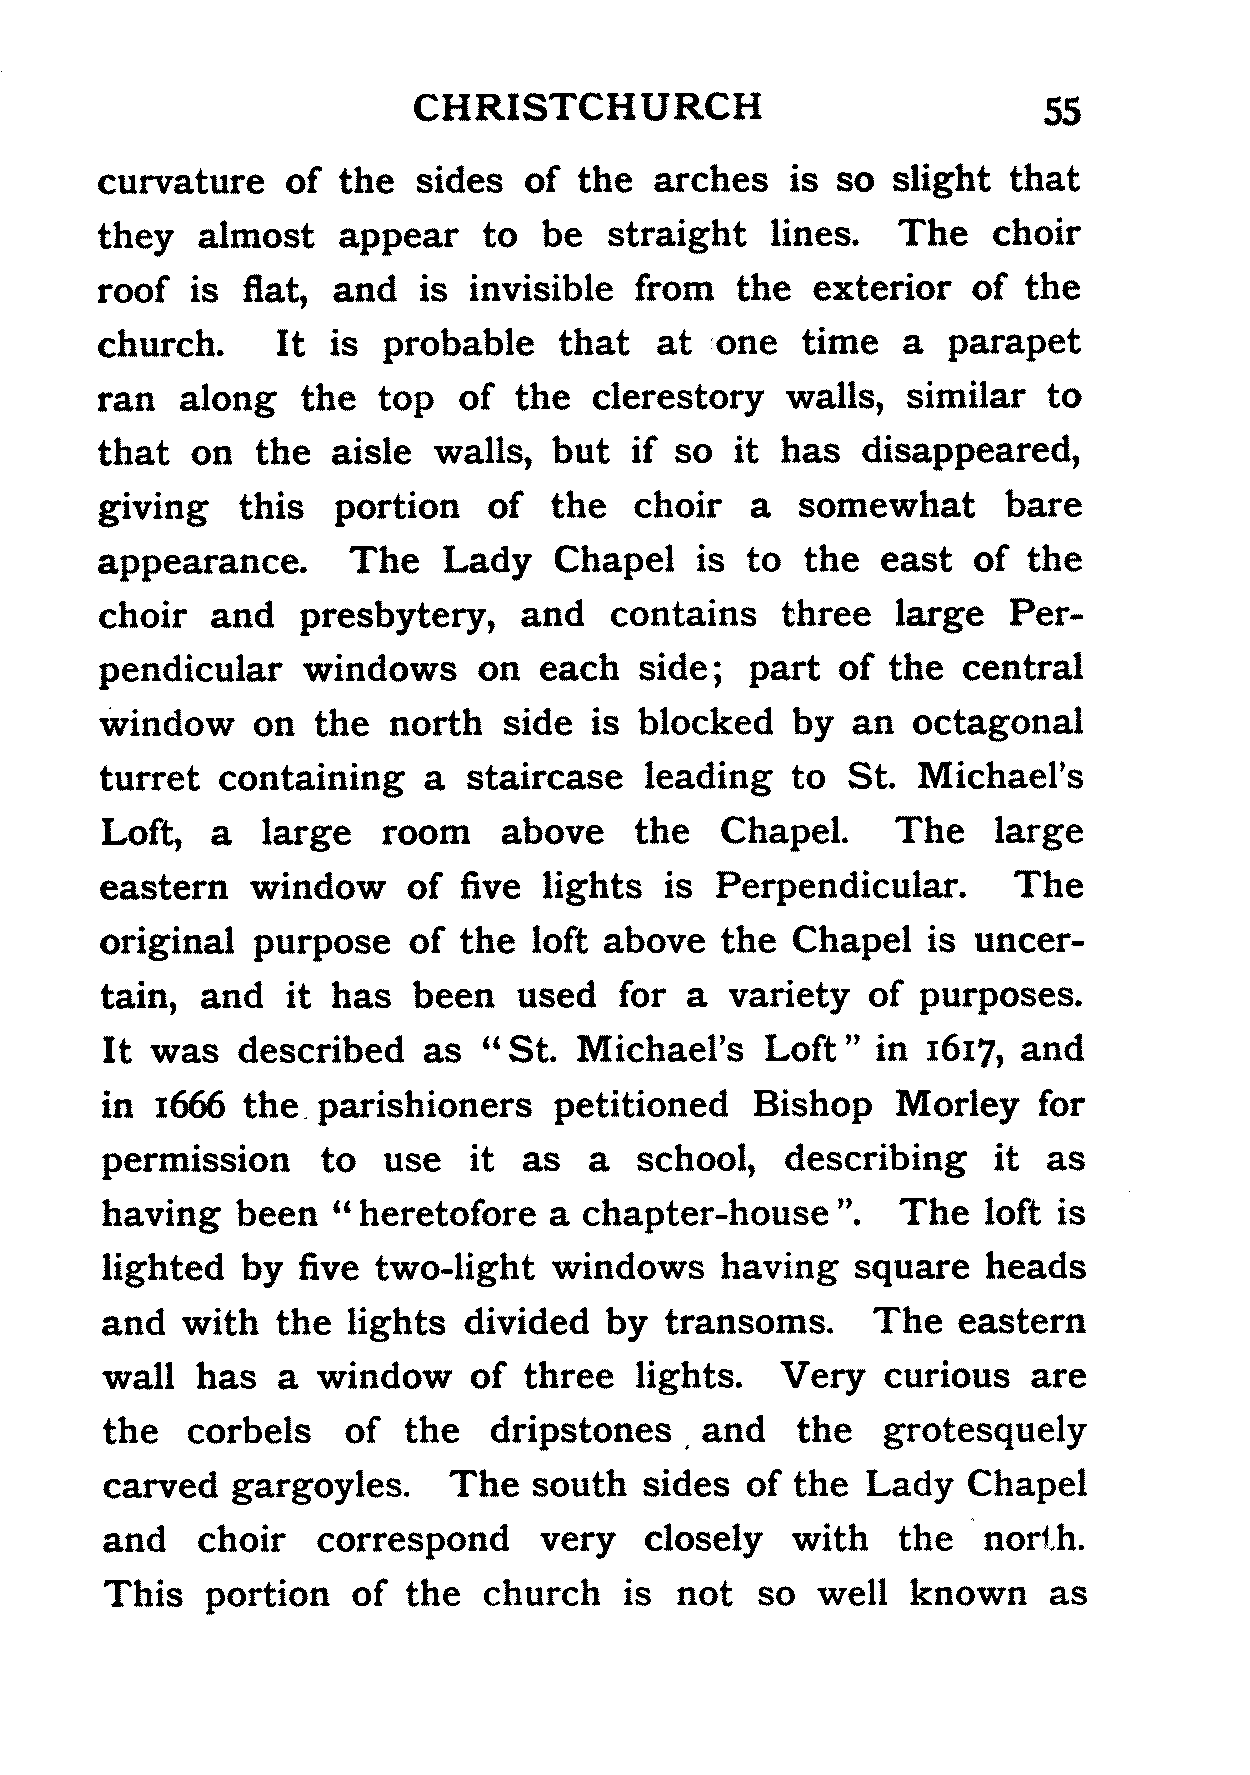 CHRISTCHURCH 55
curvature of the sides of the arches is so slight that
they almost appear to be straight lines. The choir
roof is flat, and is invisible from the exterior of the
church. It is probable that at one time a parapet
ran along the top of the clerestory walls, similar to
that on the aisle walls, but if so it has disappeared,
giving this portion of the choir a somewhat bare
appearance. The Lady Chapel is to the east of the
choir and presbytery, and contains three large Per-
pendicular windows on each side; part of the central
window on the north side is blocked by an octagonal
turret containing a staircase leading to St. Michael's
Loft, a large room above the Chapel. The large
eastern window of five lights is Perpendicular. The
original purpose of the loft above the Chapel is uncer-
tain, and it has been used for a variety of purposes.
It was described as "St. Michael's Loft" in 1617, and
in 1666 the parishioners petitioned Bishop Morley for
permission to use it as a school, describing it as
having been "heretofore a chapter-house". The loft is
lighted by five two-light windows having square heads
and with the lights divided by transoms. The eastern
wall has a window of three lights. Very curious are
the corbels of the dripstones and the grotesquely
carved gargoyles. The south sides of the Lady Chapel
and choir correspond very closely with the north.
This portion of the church is not so well known as